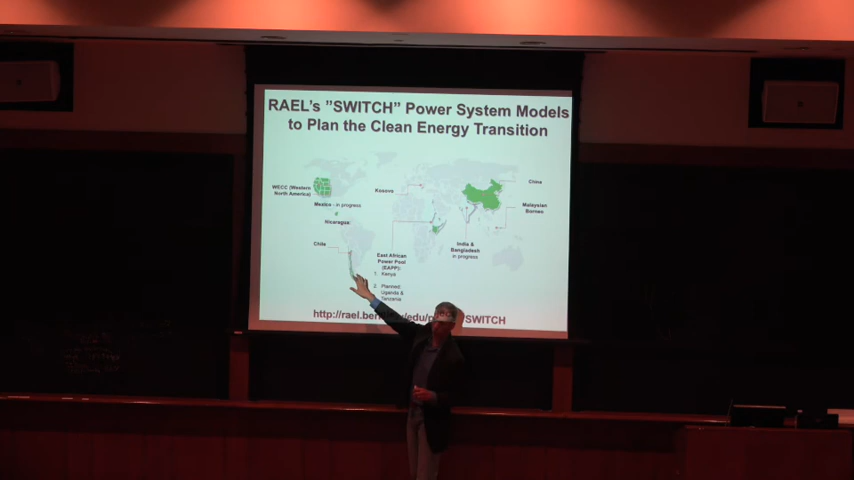 RAEL's "SWITCH" Power System Models
to Plan the Clean Energy Transition
WECC (Western
North America)
Mexico - in progress
Nicaragua
Chile
Kosovo
East African
Power Pool
(EAPP):
1. Kenya
2. Planned:
Uganda &
Tanzania
India &
Bangladesh
in progress
China
Malaysian
Borneo
http://rael.ber /edu/p SWITCH